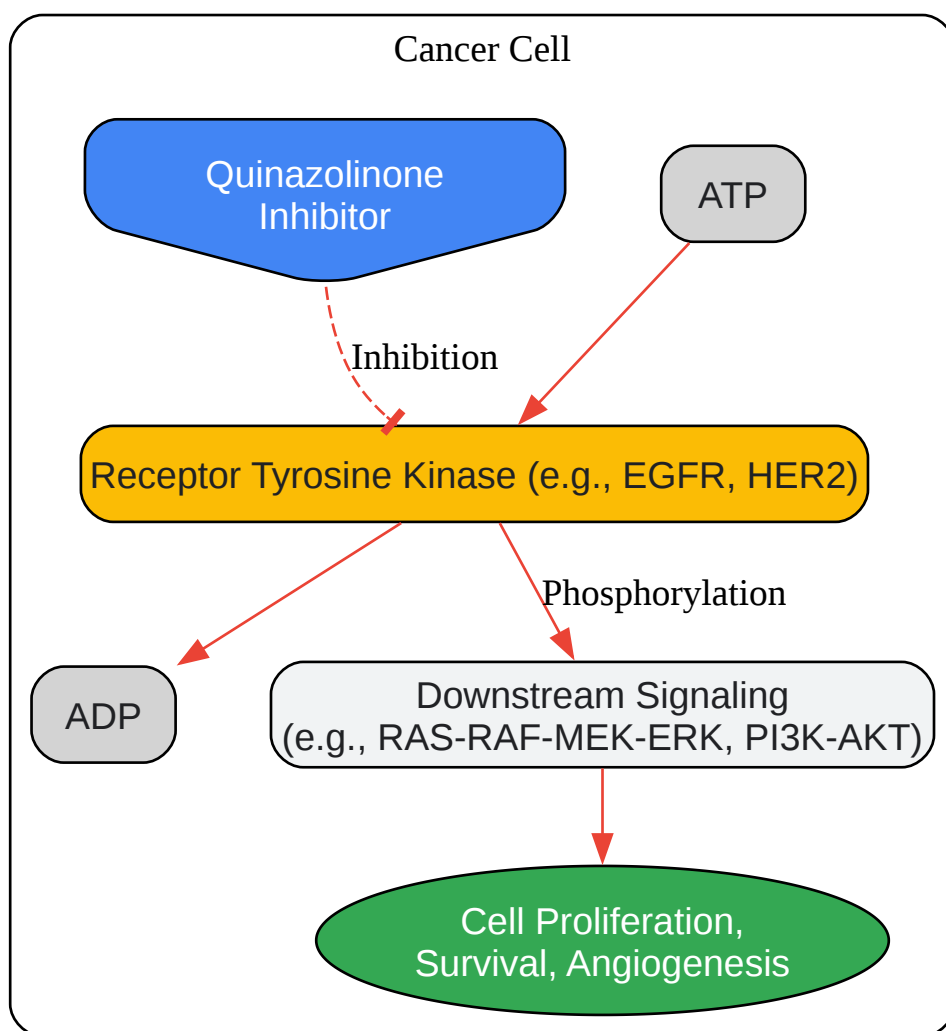 Cancer Cell
Quinazolinone
Inhibitor
ATP
Inhibition
Receptor Tyrosine Kinase (e.g., EGFR, HER2)
Phosphorylation
ADP
Downstream Signaling
(e.g., RAS-RAF-MEK-ERK, PI3K-AKT)
Cell Proliferation,
Survival, Angiogenesis